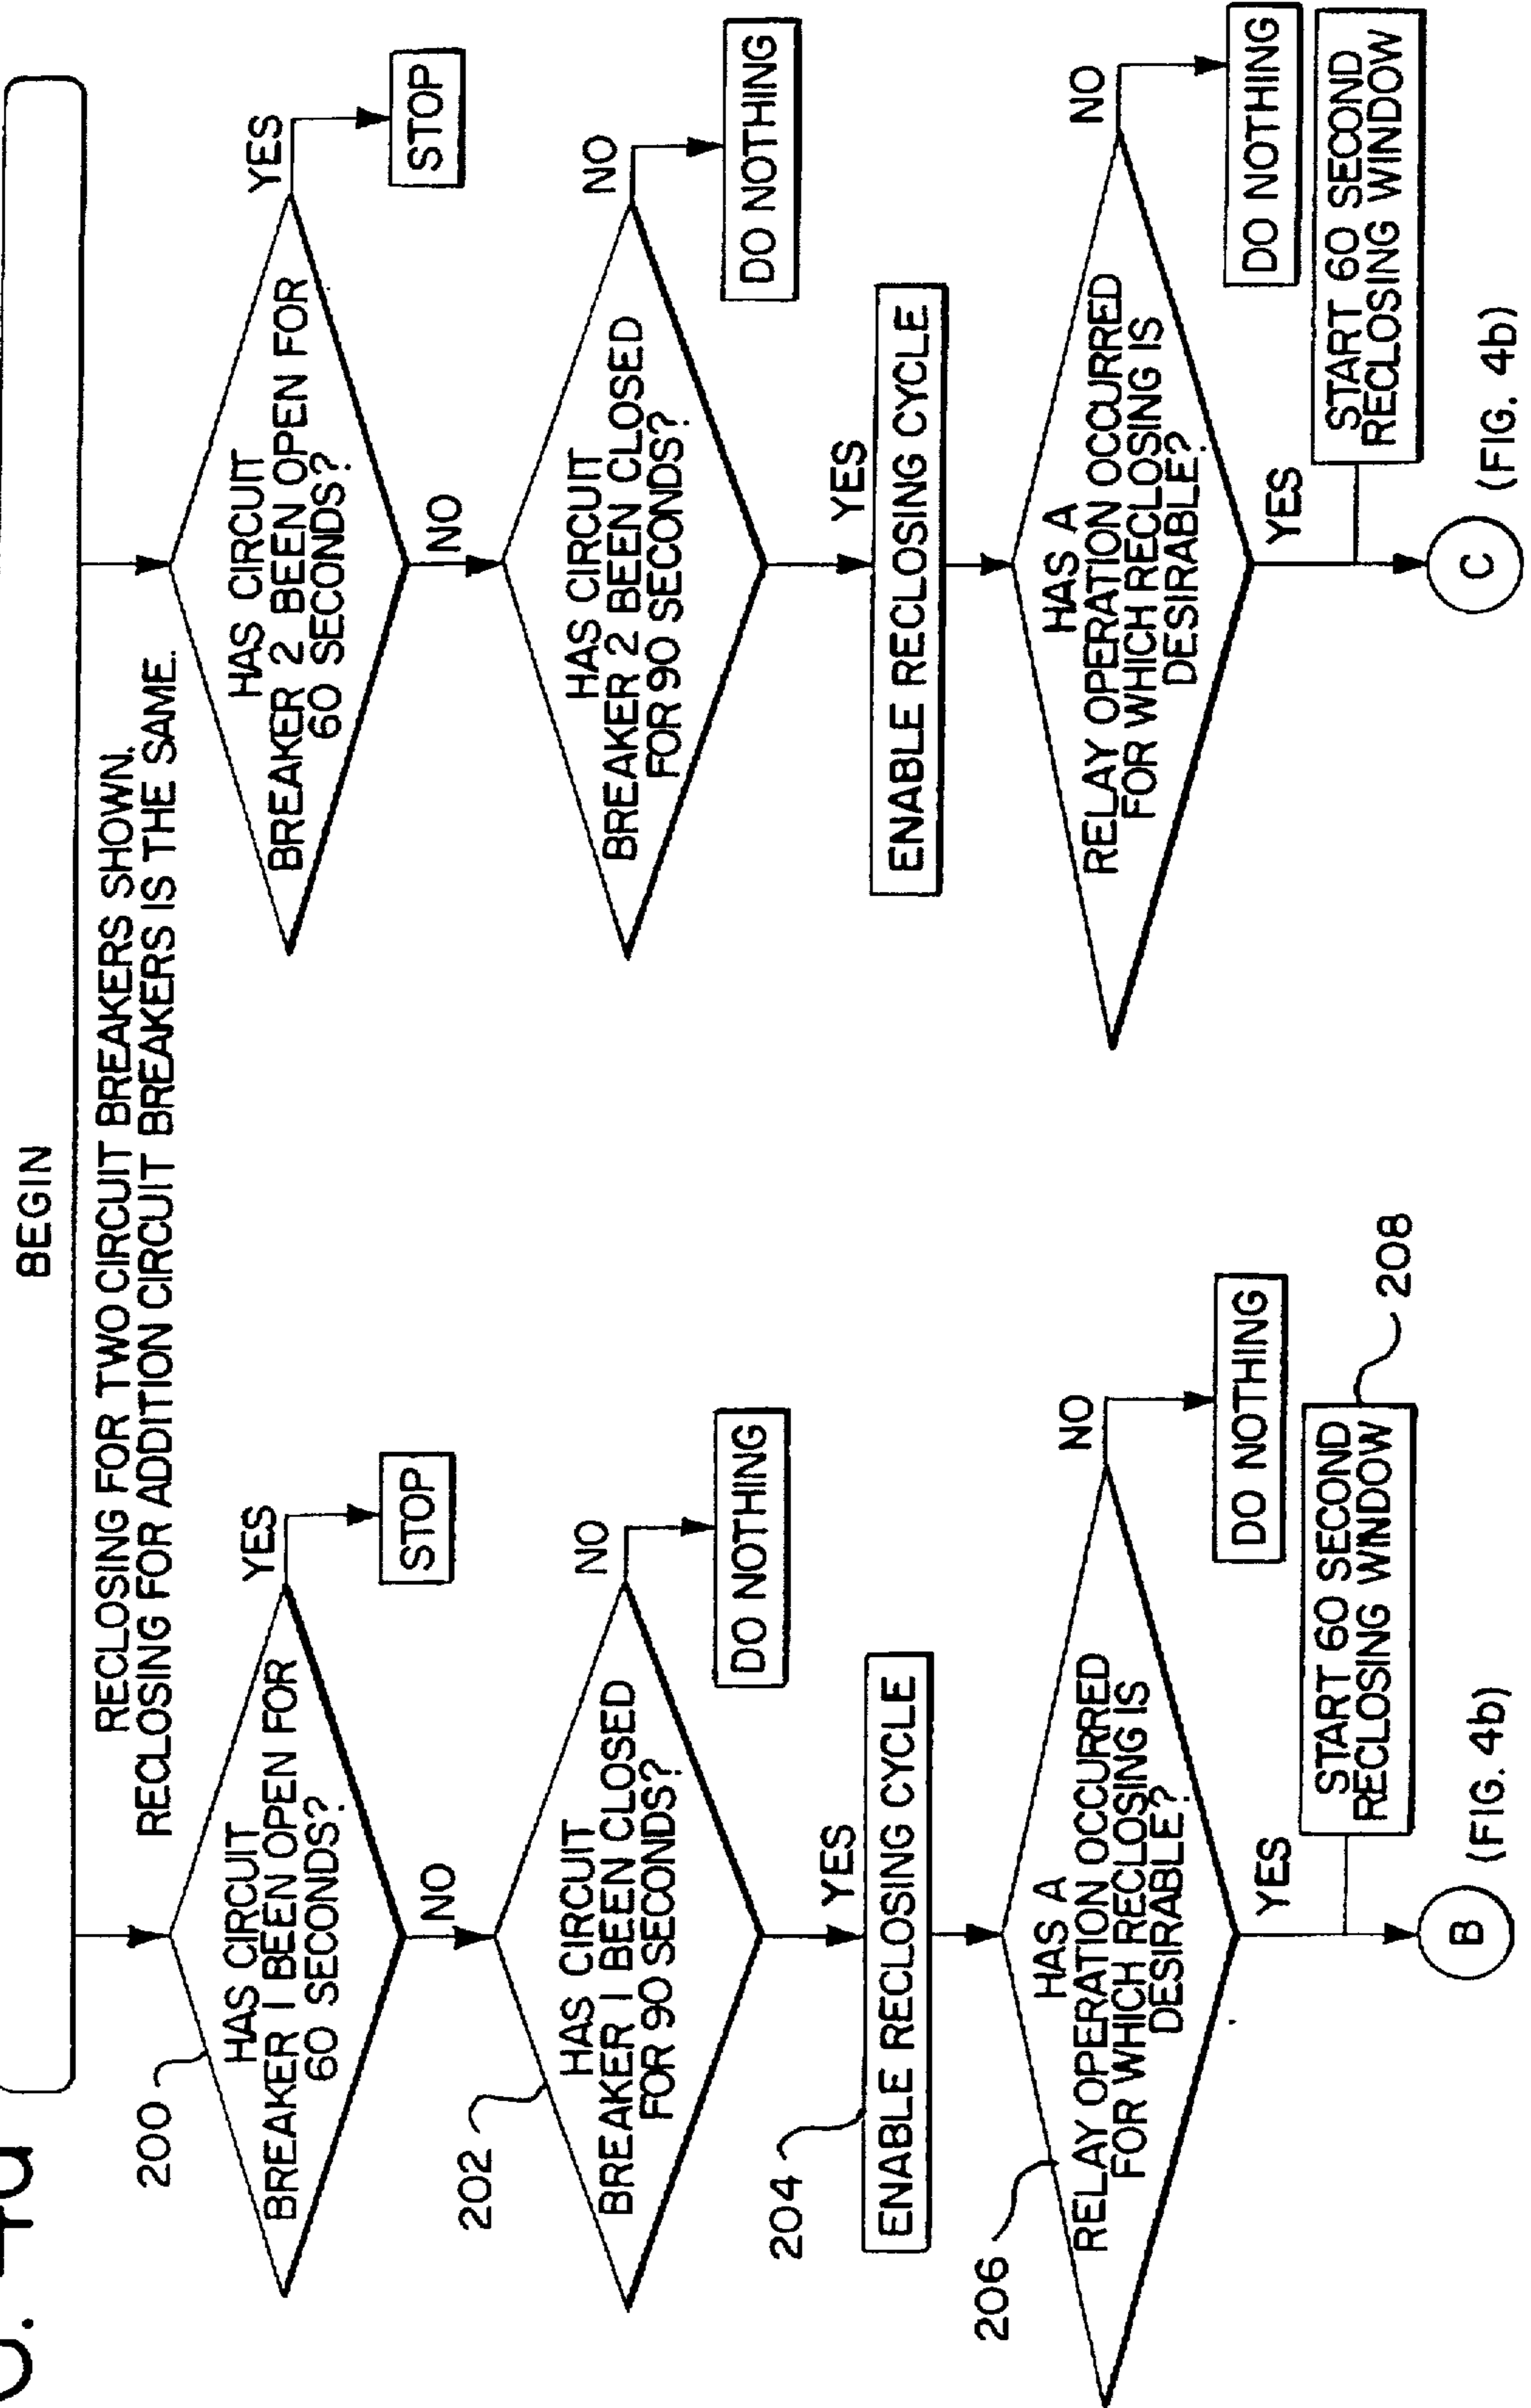 BEGIN
RECLOSING FOR TWO CIRCUIT BREAKERS SHOWN.
RECLOSING FOR ADDITION CIRCUIT BREAKERS IS THE SAME.
200
HAS CIRCUIT
BREAKER 1 BEEN OPEN FOR
60 SECONDS?
YES
STOP
NO
202
HAS CIRCUIT
BREAKER 1 BEEN CLOSED
FOR 90 SECONDS?
NO
DO NOTHING
YES
204
ENABLE RECLOSING CYCLE
206
HAS A
RELAY OPERATION OCCURRED
FOR WHICH RECLOSING IS
DESIRABLE?
NO
DO NOTHING
YES
START 60 SECOND
RECLOSING WINDOW
208
B
(FIG. 4b)
HAS CIRCUIT
BREAKER 2 BEEN OPEN FOR
60 SECONDS?
YES
STOP
NO
HAS CIRCUIT
BREAKER 2 BEEN CLOSED
FOR 90 SECONDS?
NO
DO NOTHING
YES
ENABLE RECLOSING CYCLE
HAS A
RELAY OPERATION OCCURRED
FOR WHICH RECLOSING IS
DESIRABLE?
NO
DO NOTHING
YES
START 60 SECOND
RECLOSING WINDOW
C
(FIG. 4b)